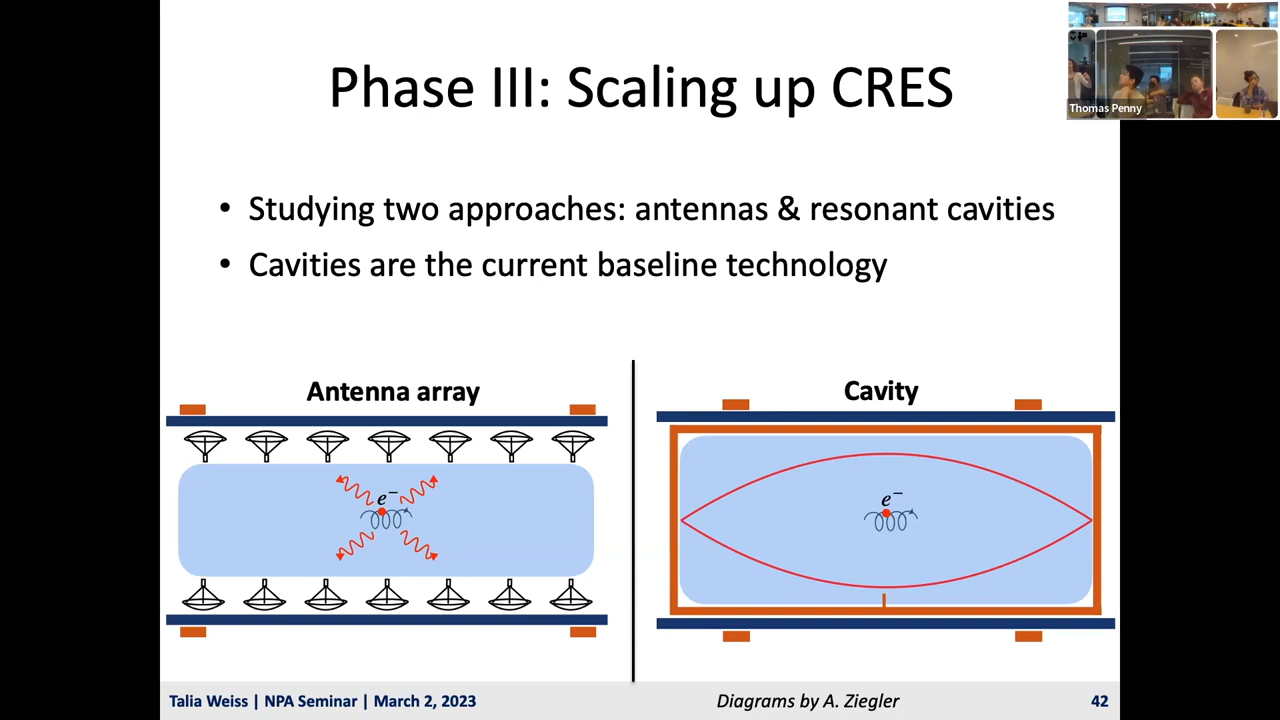 Phase III: Scaling up CRES
Thomas Penny
• Studying two approaches: antennas & resonant cavities
• Cavities are the current baseline technology
Antenna array
Cavity
e⁻
e⁻
Talia Weiss | NPA Seminar | March 2, 2023
Diagrams by A. Ziegler
42